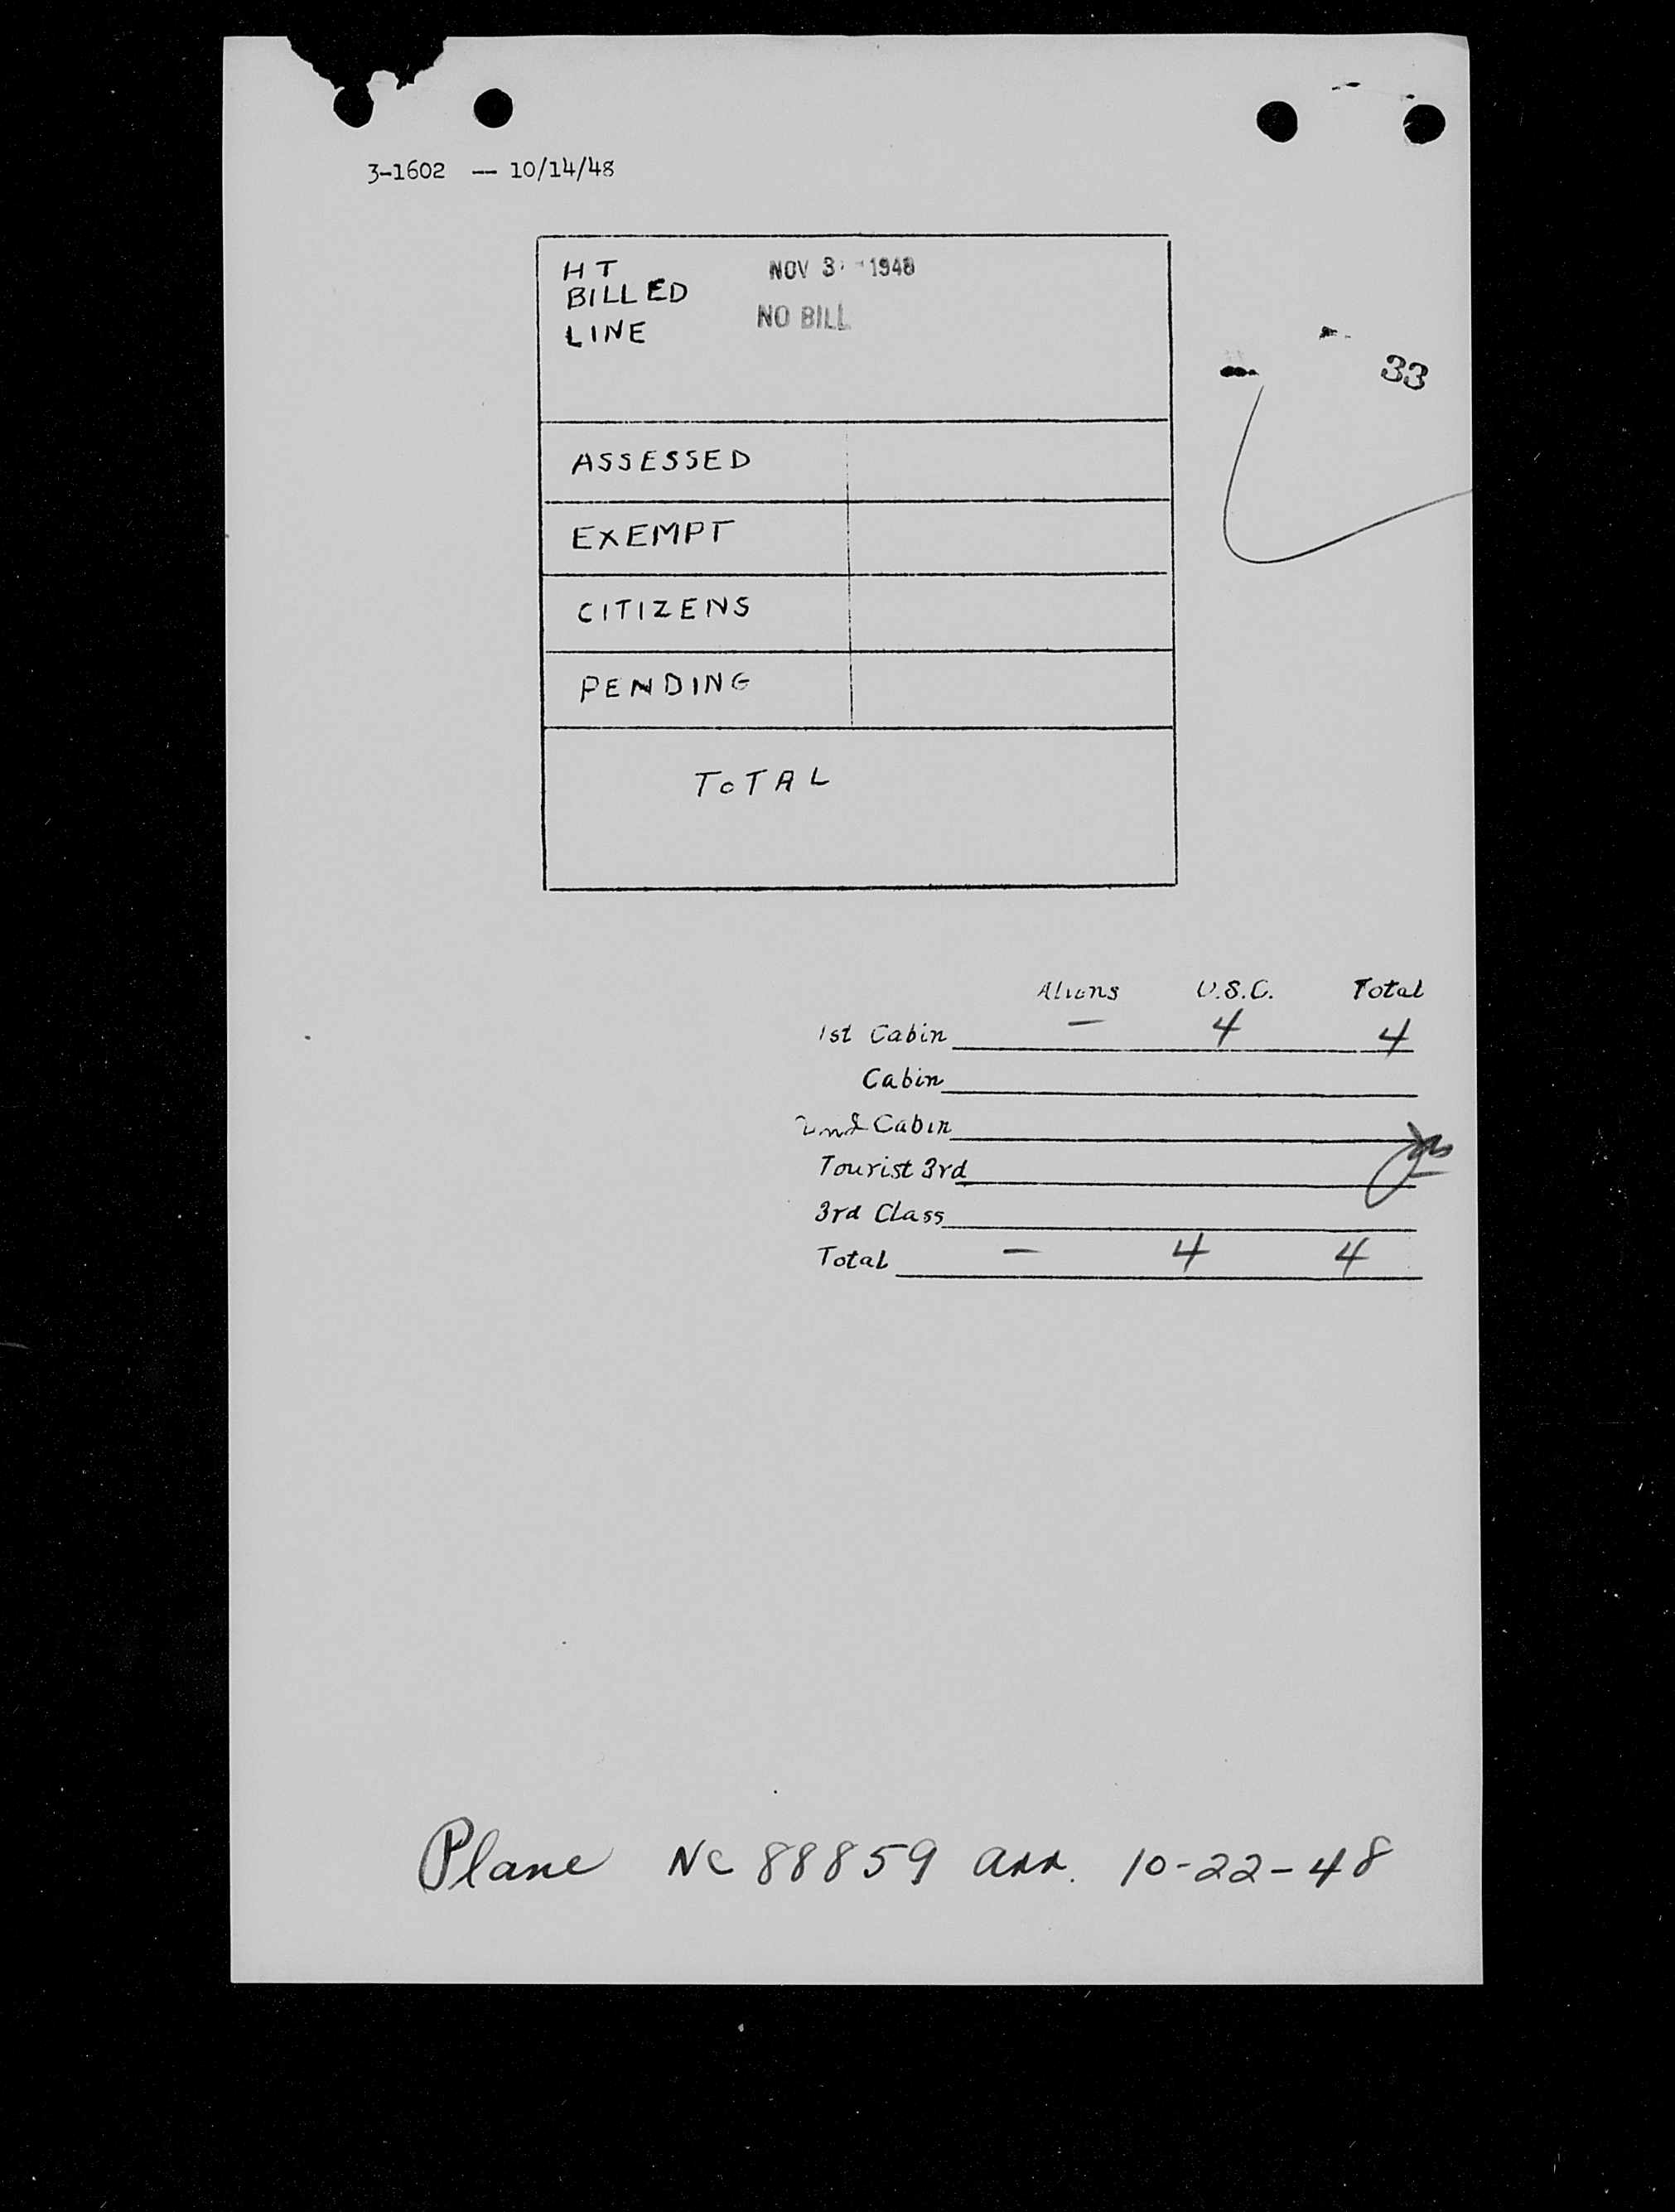 3-1602 -- 10/14/48
HT NOV 3 1948
BILLED
NO BILL
LINE
33
ASSESSED
EXEMPT
CITIZENS
PENDING
TOTAL
Aliens U.S.C. Total
1st Cabin — 4 4
Cabin
2nd Cabin
Tourist 3rd
3rd Class
Total — 4 4
Plane NC 88859 arr. 10-22-48